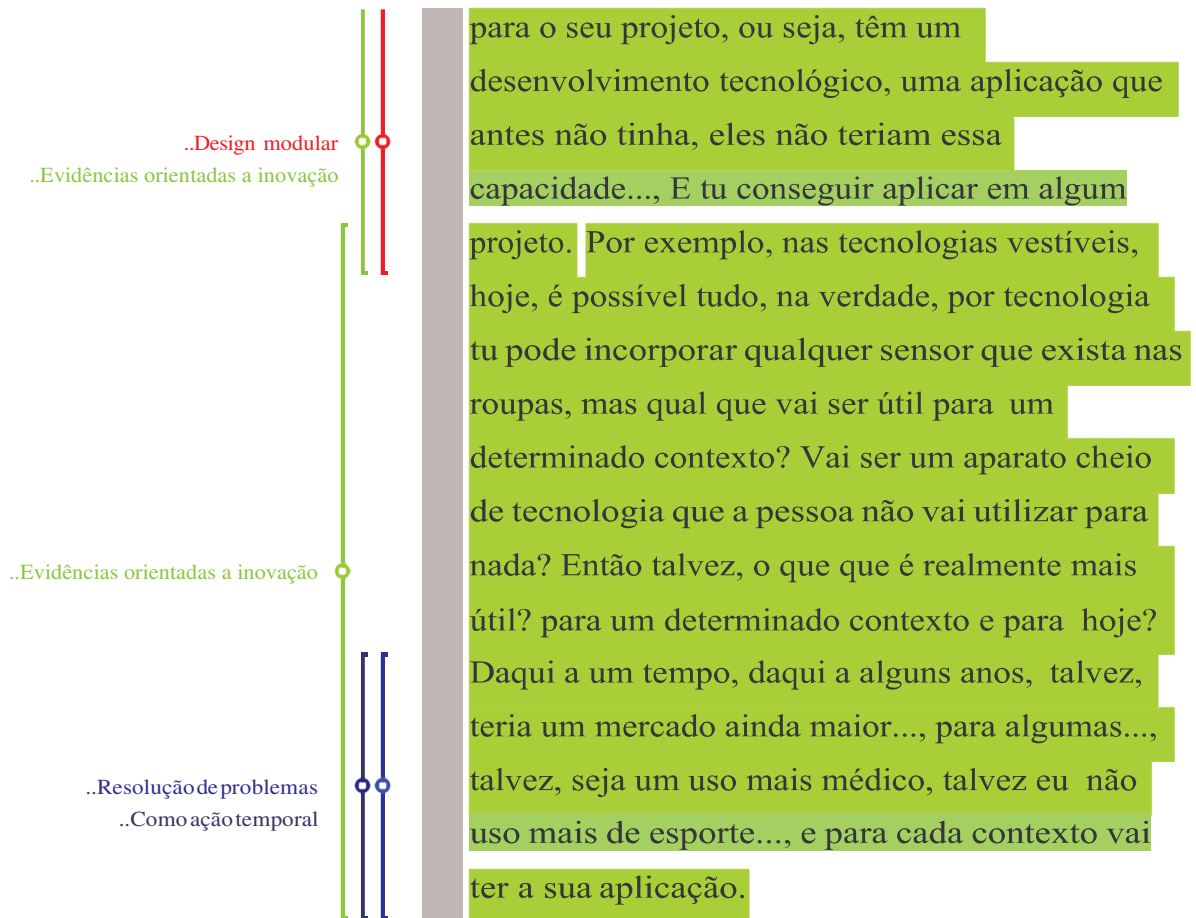 para o seu projeto, ou seja, têm um
desenvolvimento tecnológico, uma aplicação que
antes não tinha, eles não teriam essa
capacidade..., E tu conseguir aplicar em algum
projeto. Por exemplo, nas tecnologias vestíveis,
hoje, é possível tudo, na verdade, por tecnologia
tu pode incorporar qualquer sensor que exista nas
roupas, mas qual que vai ser útil para um
determinado contexto? Vai ser um aparato cheio
de tecnologia que a pessoa não vai utilizar para
nada? Então talvez, o que que é realmente mais
útil? para um determinado contexto e para hoje?
Daqui a um tempo, daqui a alguns anos, talvez,
teria um mercado ainda maior..., para algumas...,
talvez, seja um uso mais médico, talvez eu não
uso mais de esporte..., e para cada contexto vai
ter a sua aplicação.
..Design modular
..Evidências orientadas a inovação
..Evidências orientadas a inovação
..Resolução de problemas
..Como ação temporal